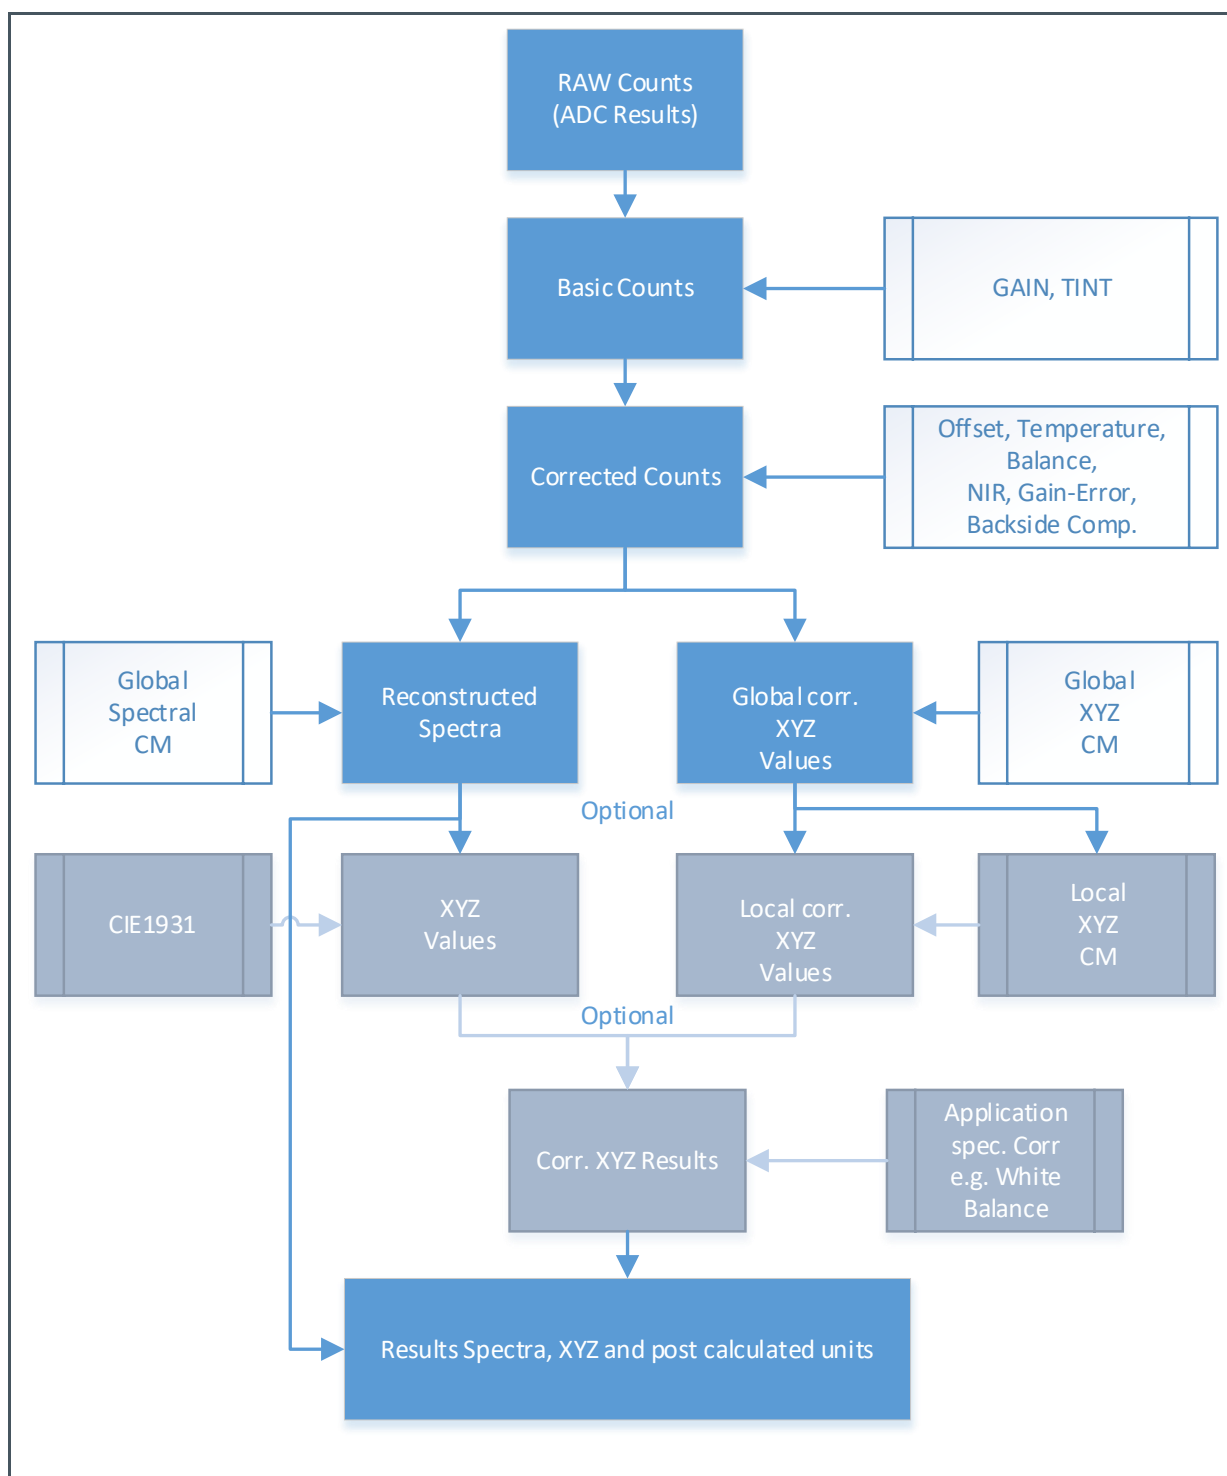 RAW Counts
(ADC Results)
Basic Counts
GAIN, TINT
Corrected Counts
Offset, Temperature,
Balance,
NIR, Gain-Error,
Backside Comp.
Global
Spectral
CM
Reconstructed
Spectra
Global corr.
XYZ
Values
Global
XYZ
CM
Optional
CIE1931
XYZ
Values
Local corr.
XYZ
Values
Local
XYZ
CM
Optional
Corr. XYZ Results
Application
spec. Corr
e.g. White
Balance
Results Spectra, XYZ and post calculated units